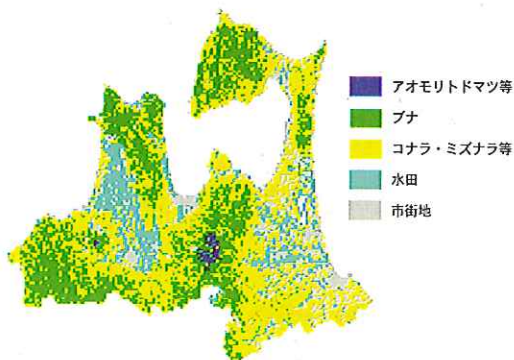 アオモリトドマツ等
ブナ
コナラ・ミズナラ等
水田
市街地